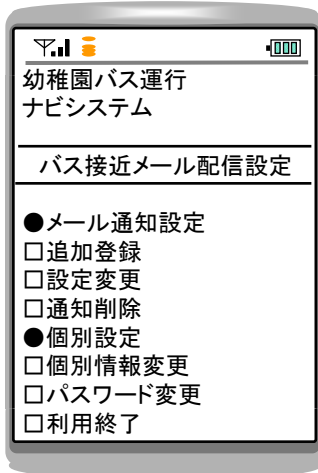 幼稚園バス運行
ナビシステム
バス接近メール配信設定
●メール通知設定
□追加登録
□設定変更
□通知削除
●個別設定
□個別情報変更
□パスワード変更
□利用終了